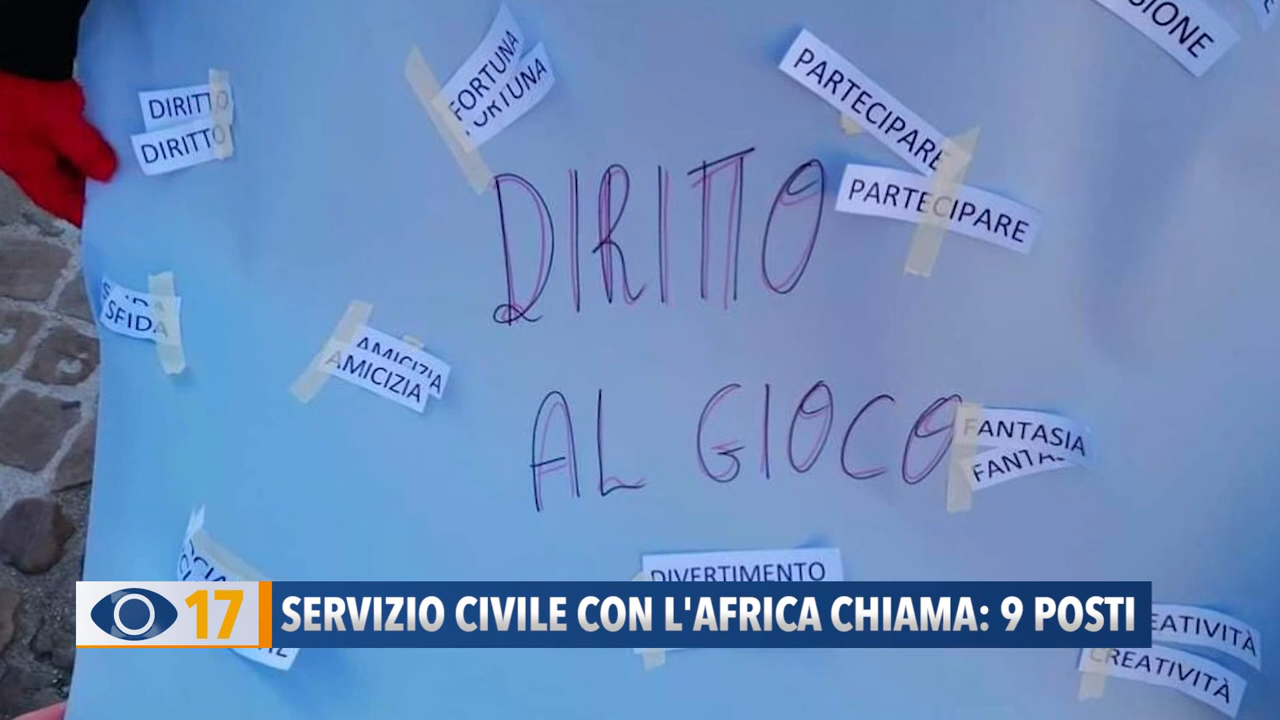 DIRITTO
DIRITTO
FORTUNA
FORTUNA
PARTECIPARE
PARTECIPARE
DIRITTO
AL GIOCO
SFIDA
SFIDA
AMICIZIA
AMICIZIA
FANTASIA
DIVERTIMENTO
17
SERVIZIO CIVILE CON L'AFRICA CHIAMA: 9 POSTI
CREATIVITÀ